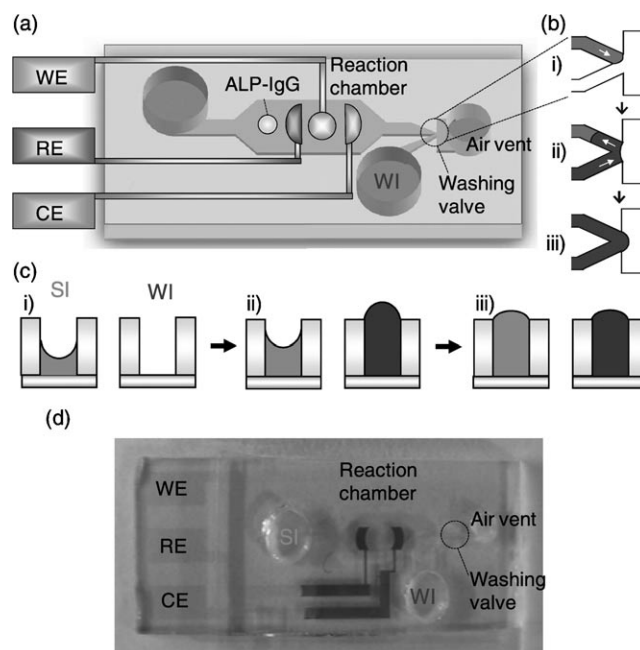 (a)
WE
RE
CE
ALP-IgG
Reaction
chamber
WI
Air vent
Washing
valve
(b)
i)
ii)
iii)
(c)
i)
SI
WI
ii)
iii)
(d)
WE
RE
CE
SI
Reaction
chamber
WI
Air vent
Washing
valve